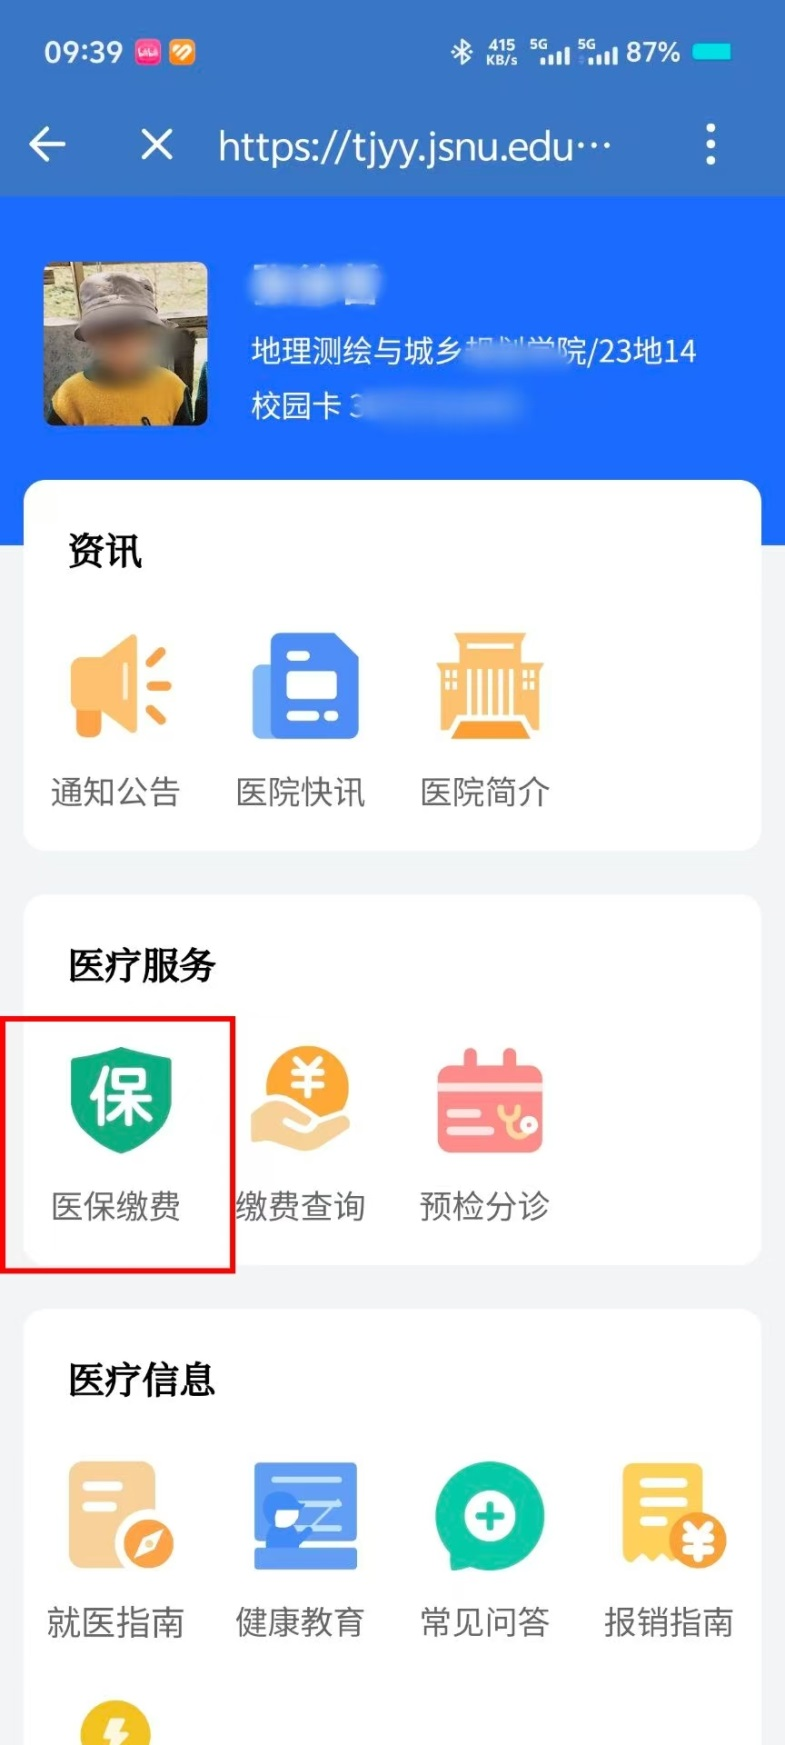 09:39
415 KB/s 5G 5G 87%
https://tjyy.jsnu.edu…
地理测绘与城乡规划学院/23地14
校园卡 3
资讯
通知公告 医院快讯 医院简介
医疗服务
保 ¥
医保缴费 缴费查询 预检分诊
医疗信息
¥
就医指南 健康教育 常见问答 报销指南